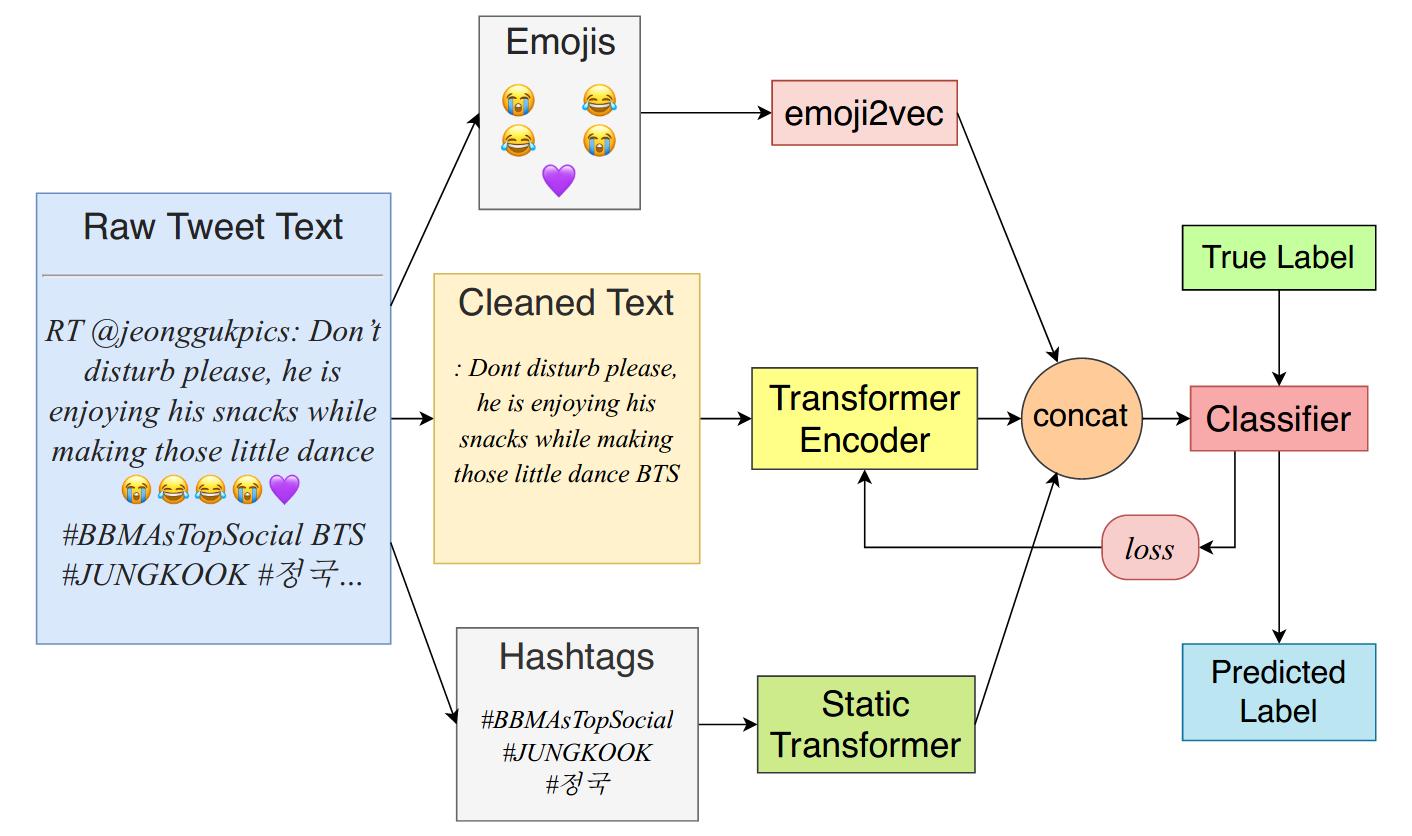 Raw Tweet Text
RT @jeonggukpics: Don’t
disturb please, he is
enjoying his snacks while
making those little dance
😭😂😂😭💜
#BBMAsTopSocial BTS
#JUNGKOOK #정국...
Emojis
😭 😂
😂 😭
💜
emoji2vec
Cleaned Text
: Dont disturb please,
he is enjoying his
snacks while making
those little dance BTS
Transformer
Encoder
Hashtags
#BBMAsTopSocial
#JUNGKOOK
#정국
Static
Transformer
concat
True Label
Classifier
loss
Predicted
Label